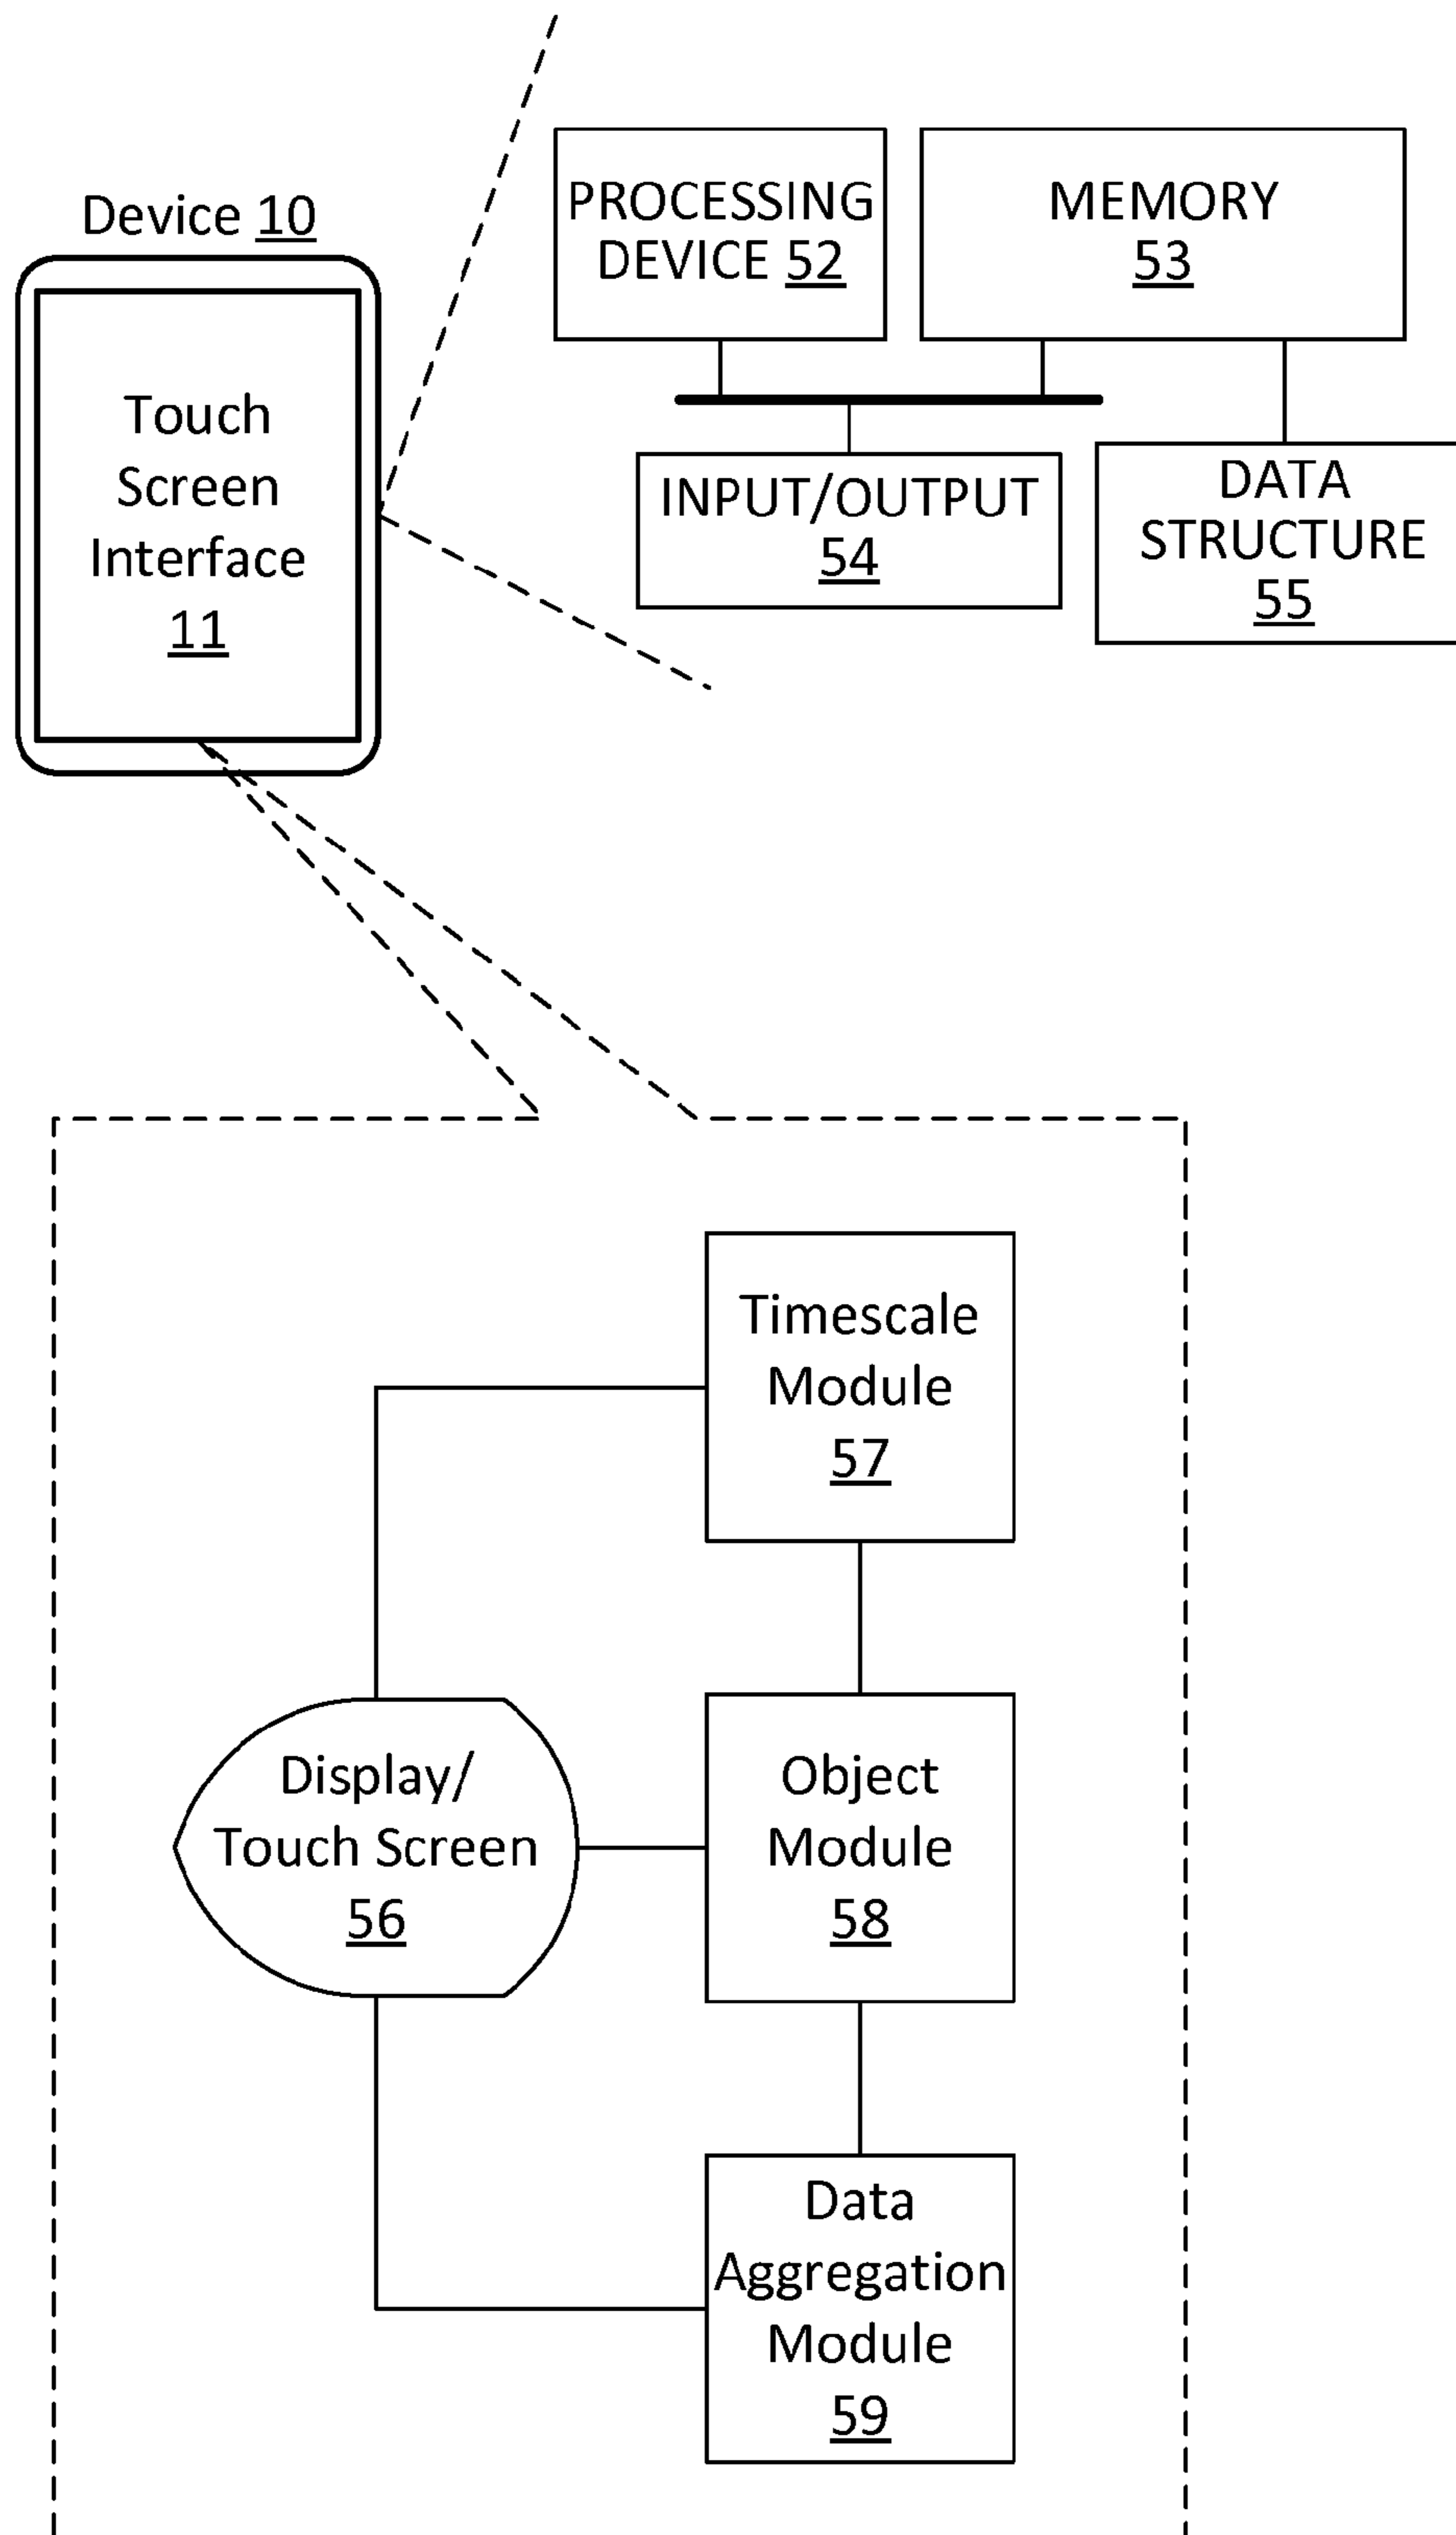 Device 10
Touch
Screen
Interface
11
PROCESSING
DEVICE 52
MEMORY
53
INPUT/OUTPUT
54
DATA
STRUCTURE
55
Timescale
Module
57
Display/
Touch Screen
56
Object
Module
58
Data
Aggregation
Module
59